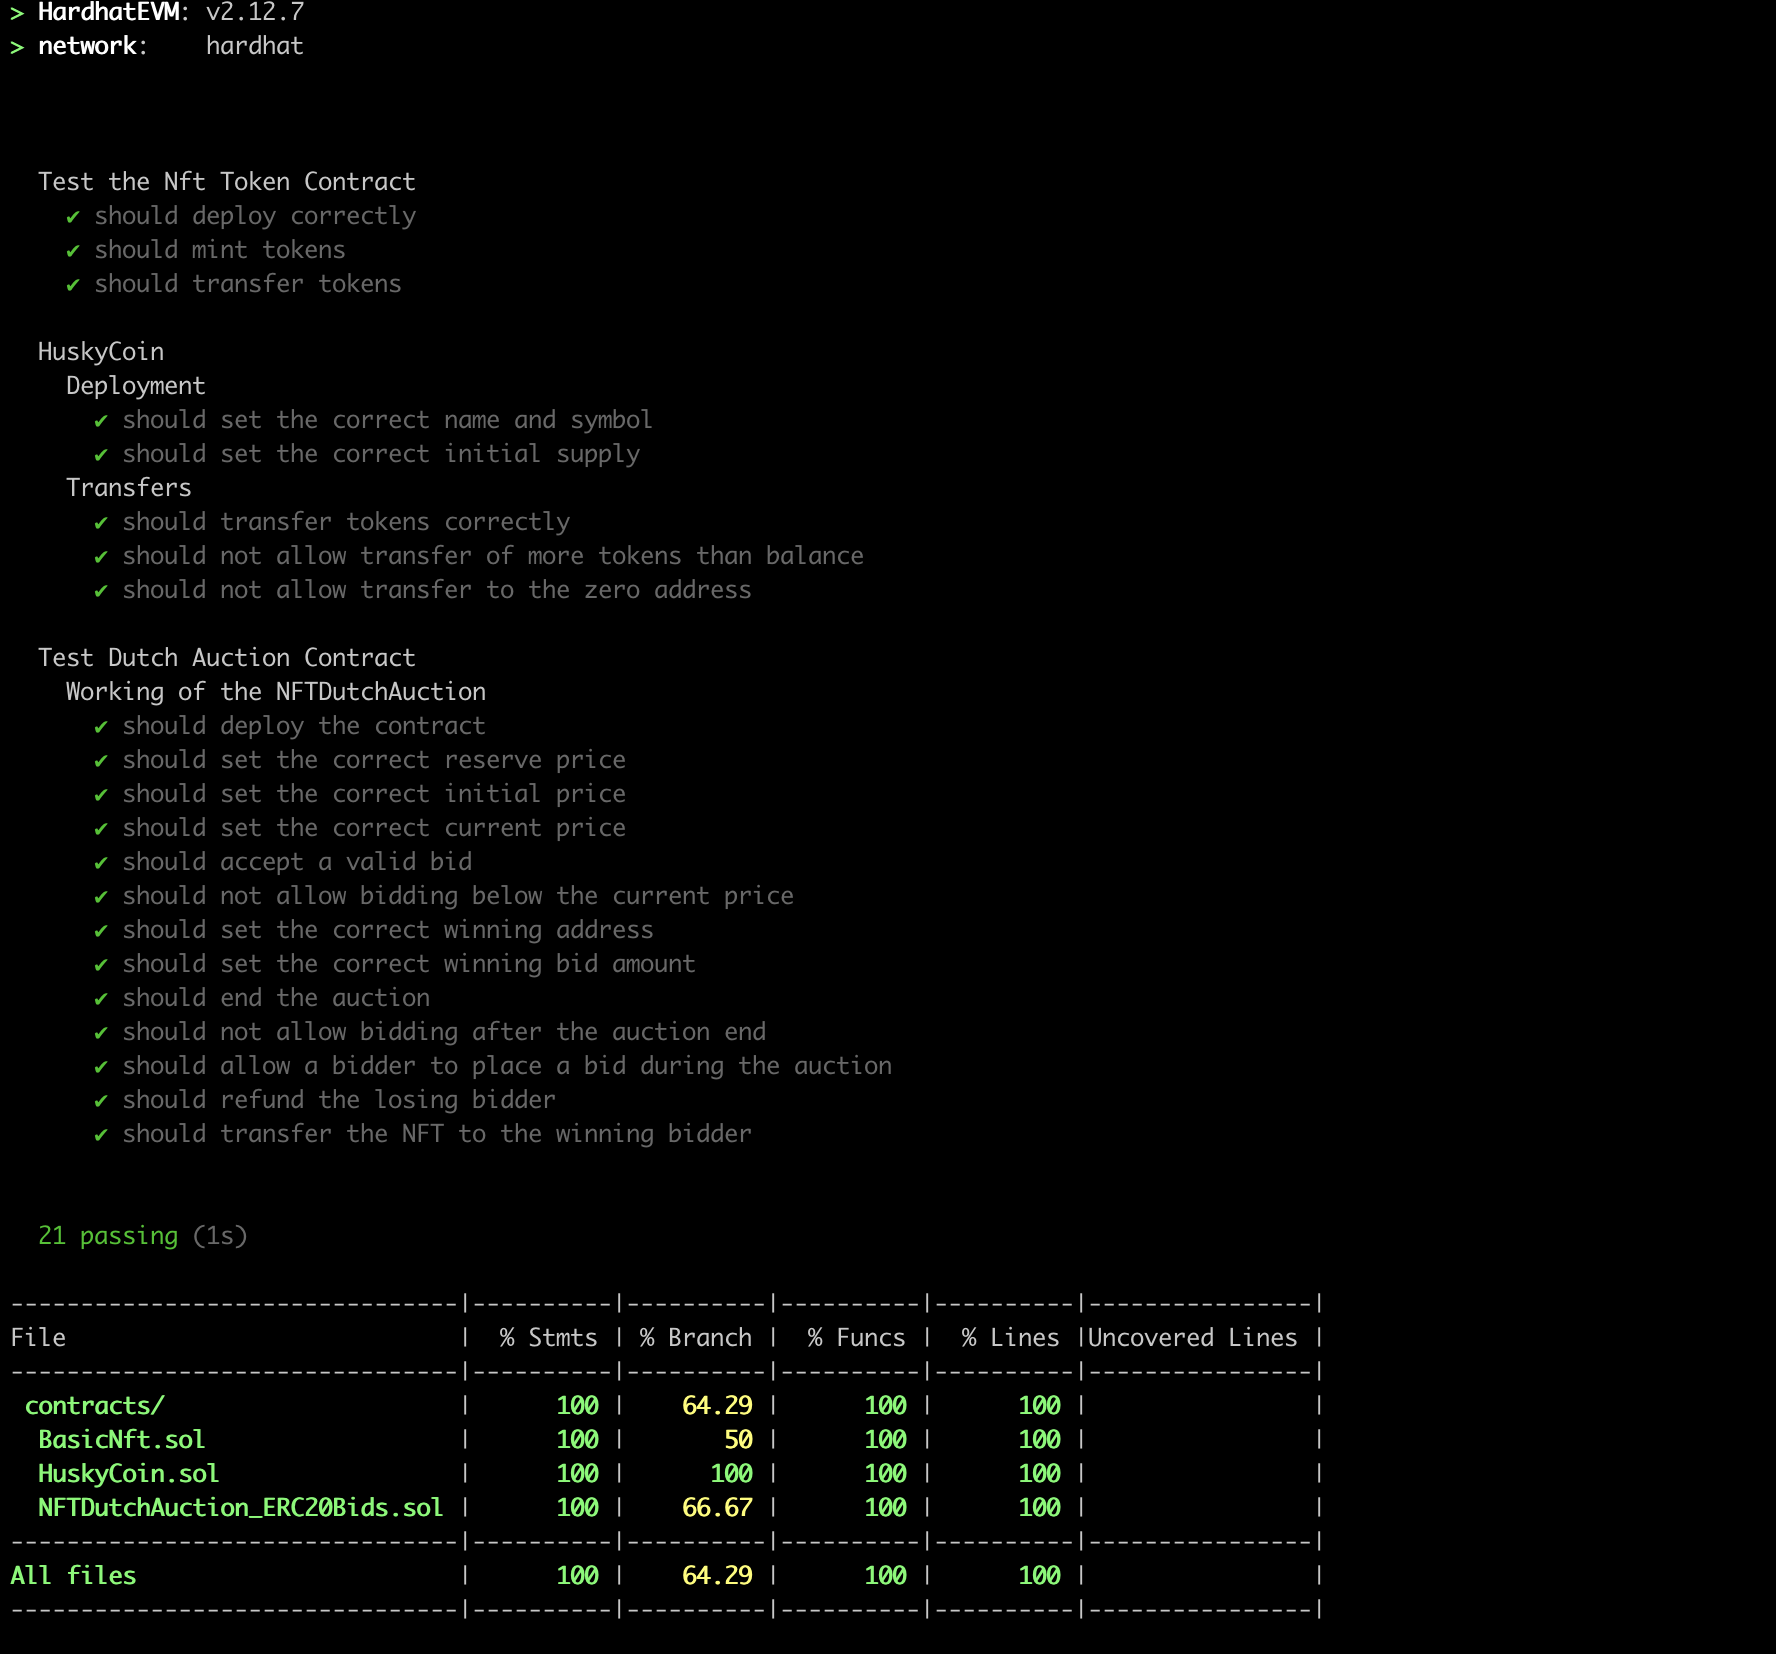 > HardhatEVM: v2.12.7
> network:    hardhat
  Test the Nft Token Contract
    ✔ should deploy correctly
    ✔ should mint tokens
    ✔ should transfer tokens
  HuskyCoin
    Deployment
      ✔ should set the correct name and symbol
      ✔ should set the correct initial supply
    Transfers
      ✔ should transfer tokens correctly
      ✔ should not allow transfer of more tokens than balance
      ✔ should not allow transfer to the zero address
  Test Dutch Auction Contract
    Working of the NFTDutchAuction
      ✔ should deploy the contract
      ✔ should set the correct reserve price
      ✔ should set the correct initial price
      ✔ should set the correct current price
      ✔ should accept a valid bid
      ✔ should not allow bidding below the current price
      ✔ should set the correct winning address
      ✔ should set the correct winning bid amount
      ✔ should end the auction
      ✔ should not allow bidding after the auction end
      ✔ should allow a bidder to place a bid during the auction
      ✔ should refund the losing bidder
      ✔ should transfer the NFT to the winning bidder
  21 passing (1s)
--------------------------------|----------|----------|----------|----------|----------------|
File                            |  % Stmts | % Branch |  % Funcs |  % Lines |Uncovered Lines |
--------------------------------|----------|----------|----------|----------|----------------|
 contracts/                     |      100 |    64.29 |      100 |      100 |                |
  BasicNft.sol                  |      100 |       50 |      100 |      100 |                |
  HuskyCoin.sol                 |      100 |      100 |      100 |      100 |                |
  NFTDutchAuction_ERC20Bids.sol |      100 |    66.67 |      100 |      100 |                |
--------------------------------|----------|----------|----------|----------|----------------|
All files                       |      100 |    64.29 |      100 |      100 |                |
--------------------------------|----------|----------|----------|----------|----------------|